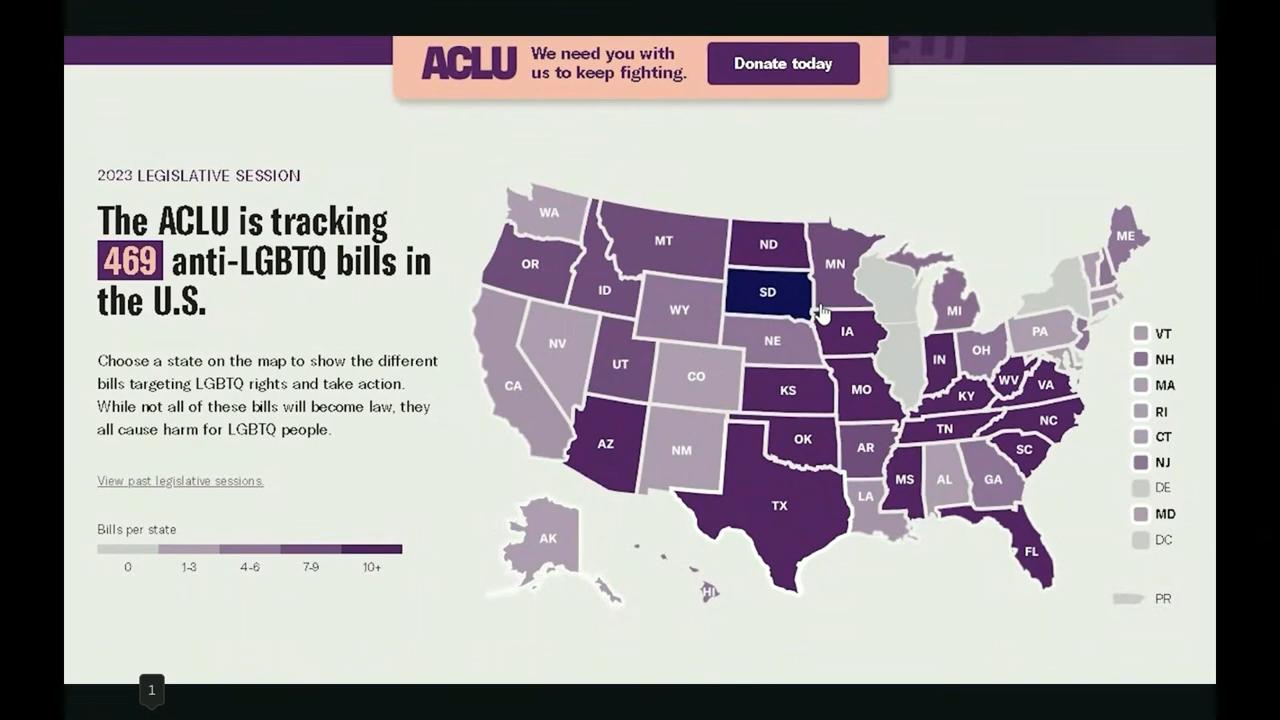 ACLU
We need you with
us to keep fighting.
Donate today
2023 LEGISLATIVE SESSION
The ACLU is tracking
469 anti-LGBTQ bills in
the U.S.
Choose a state on the map to show the different
bills targeting LGBTQ rights and take action.
While not all of these bills will become law, they
all cause harm for LGBTQ people.
View past legislative sessions.
Bills per state
0 1-3 4-6 7-9 10+
WA
MT
ND
MN
ME
OR
ID
SD
WY
MI
NV
NE
IA
PA
OH
UT
CO
IN
CA
KS
MO
WV
VA
KY
AZ
NM
OK
AR
TN
NC
SC
MS
AL
GA
TX
LA
AK
HI
FL
VT
NH
MA
RI
CT
NJ
DE
MD
DC
PR
1